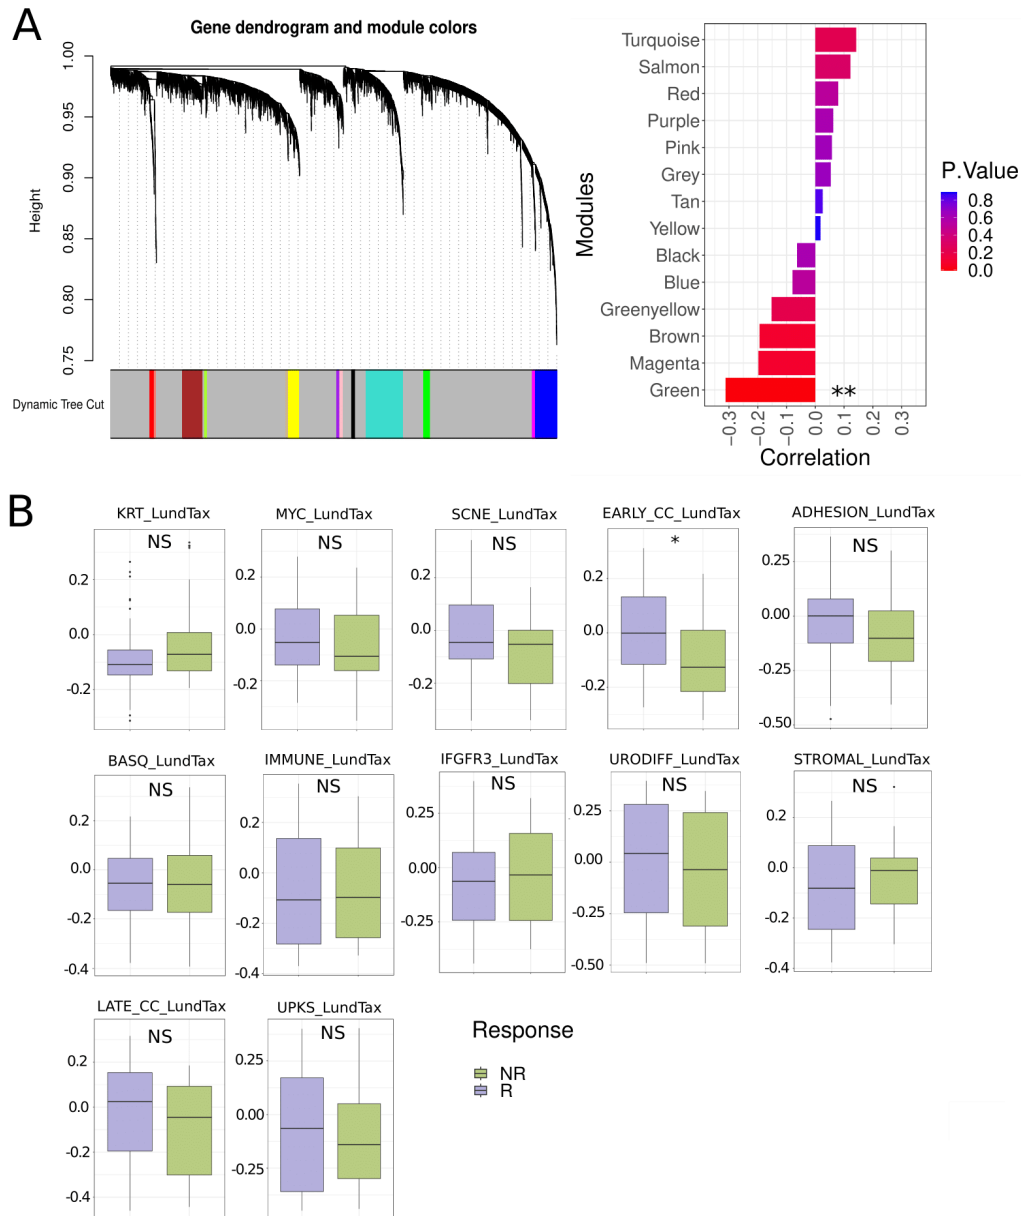 A
Gene dendrogram and module colors
Height
1.00
0.95
0.90
0.85
0.80
0.75
Dynamic Tree Cut
Modules
Turquoise
Salmon
Red
Purple
Pink
Grey
Tan
Yellow
Black
Blue
Greenyellow
Brown
Magenta
Green
**
−0.3
−0.2
−0.1
0.0
0.1
0.2
0.3
Correlation
P.Value
0.8
0.6
0.4
0.2
0.0
B
KRT_LundTax
NS
0.2
0.0
-0.2
MYC_LundTax
NS
0.2
-0.0
-0.2
SCNE_LundTax
NS
0.2
-0.0
-0.2
EARLY_CC_LundTax
*
0.2
-0.0
-0.2
ADHESION_LundTax
NS
0.25
0.00
-0.25
-0.50
BASQ_LundTax
NS
0.2
-0.0
-0.2
-0.4
IMMUNE_LundTax
NS
0.2
0.0
-0.2
-0.4
IFGFR3_LundTax
NS
0.25
0.00
-0.25
URODIFF_LundTax
NS
0.25
0.00
-0.25
-0.50
STROMAL_LundTax
NS
0.2
0.0
-0.2
-0.4
LATE_CC_LundTax
NS
0.2
0.0
-0.2
-0.4
UPKS_LundTax
NS
0.25
0.00
-0.25
Response
NR
R